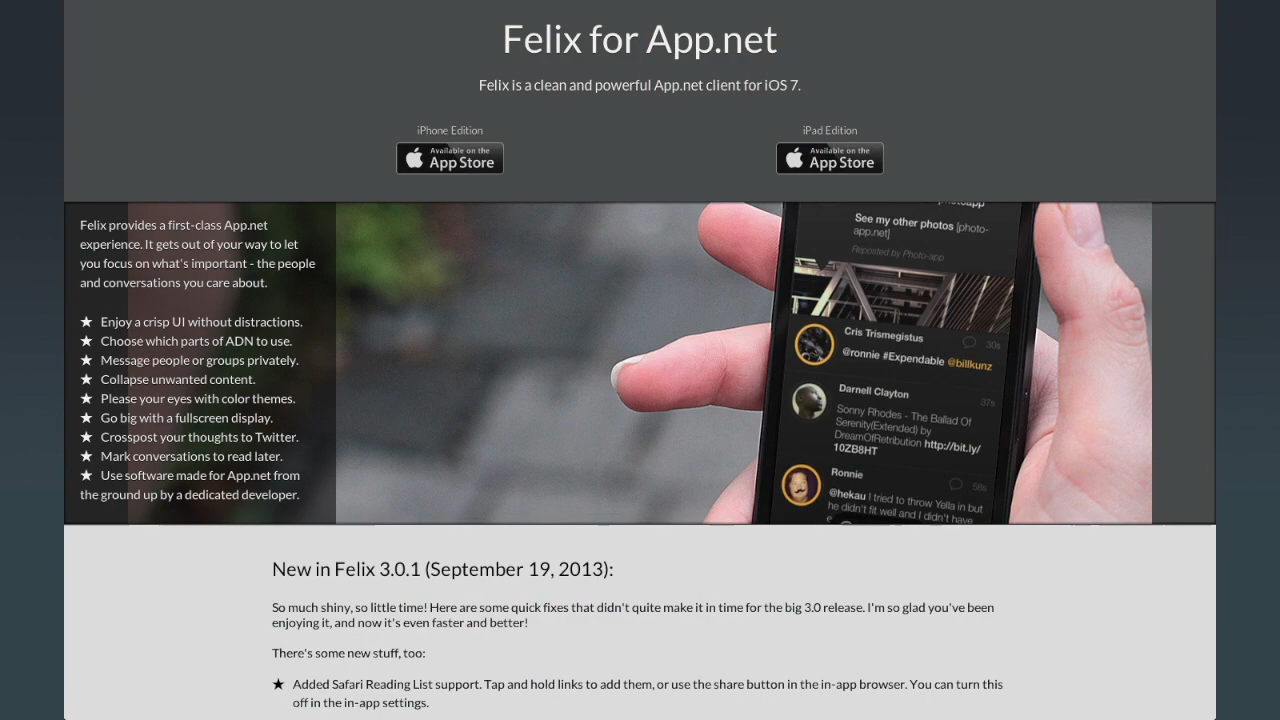 Felix for App.net
Felix is a clean and powerful App.net client for iOS 7.
iPhone Edition
Available on the
App Store
iPad Edition
Available on the
App Store
Felix provides a first-class App.net
experience. It gets out of your way to let
you focus on what's important - the people
and conversations you care about.
★ Enjoy a crisp UI without distractions.
★ Choose which parts of ADN to use.
★ Message people or groups privately.
★ Collapse unwanted content.
★ Please your eyes with color themes.
★ Go big with a fullscreen display.
★ Crosspost your thoughts to Twitter.
★ Mark conversations to read later.
★ Use software made for App.net from
the ground up by a dedicated developer.
See my other photos [photo-
app.net]
Reposted by Photo-app
Cris Trismegistus
30s
@ronnie #Expendable @billkunz
Darnell Clayton
37s
Sonny Rhodes - The Ballad Of
Serenity(Extended) by
DreamOfRetribution http://bit.ly/
10ZB8HT
Ronnie
58s
@hekau I tried to throw Yella in but
he didn't fit well and I didn't have
New in Felix 3.0.1 (September 19, 2013):
So much shiny, so little time! Here are some quick fixes that didn't quite make it in time for the big 3.0 release. I'm so glad you've been
enjoying it, and now it's even faster and better!
There's some new stuff, too:
★ Added Safari Reading List support. Tap and hold links to add them, or use the share button in the in-app browser. You can turn this
off in the in-app settings.